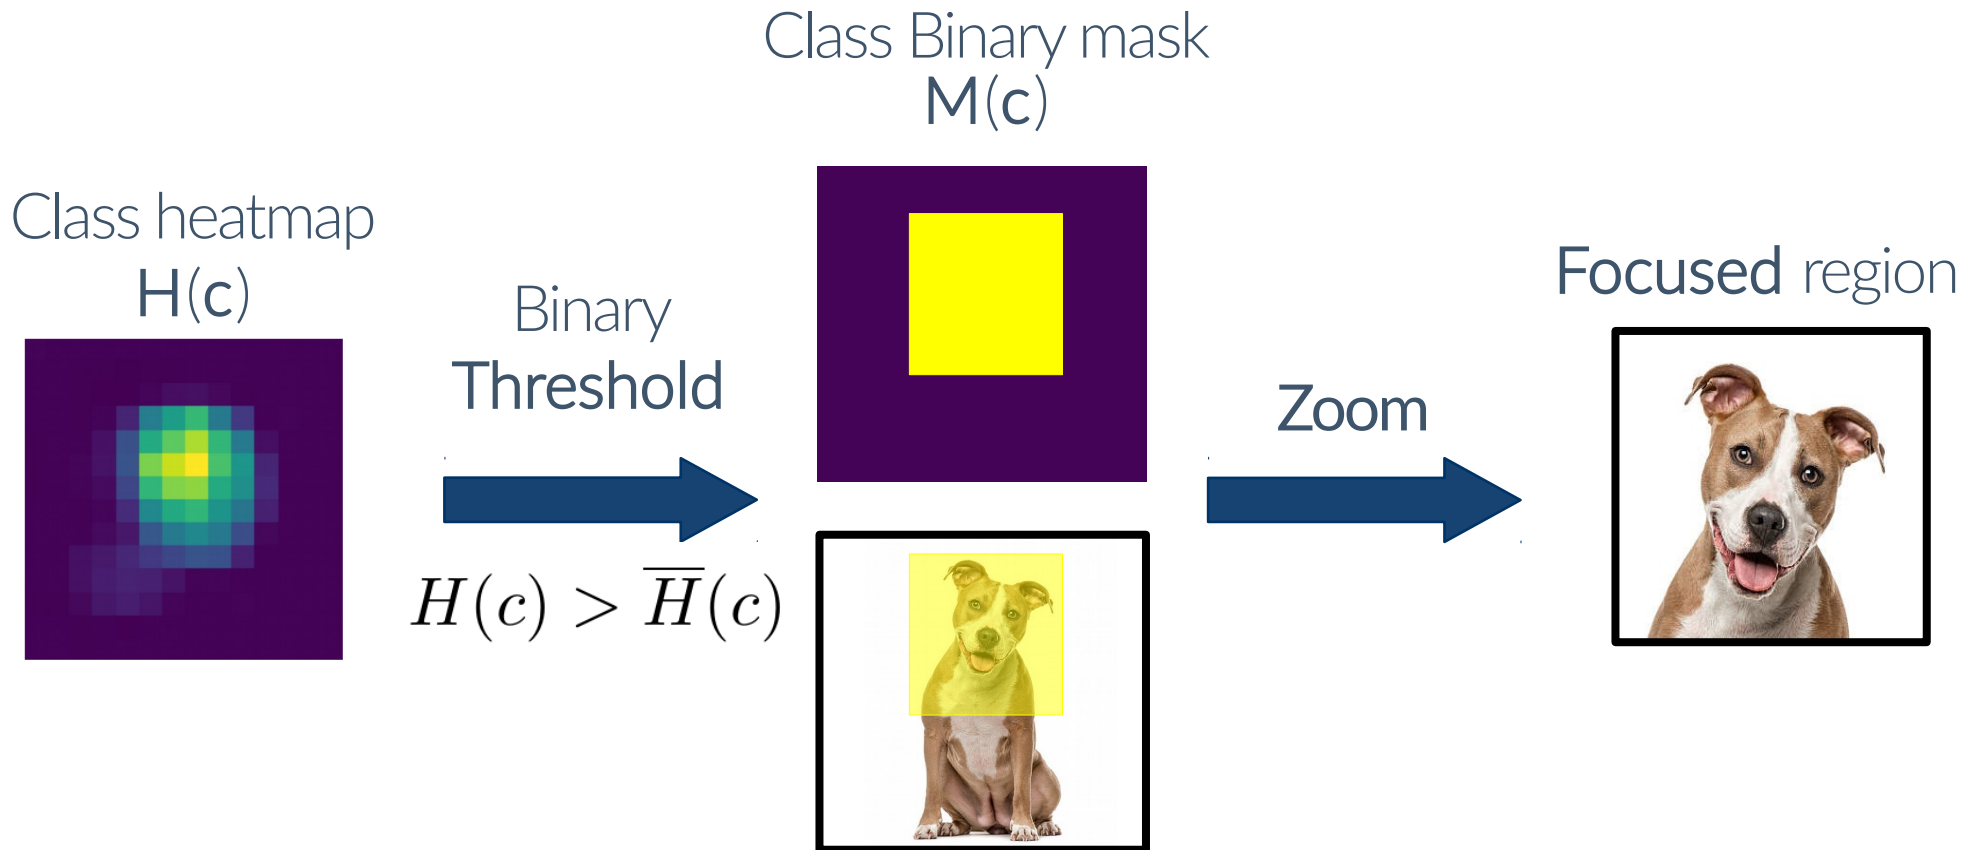 Class Binary mask
M(c)
Class heatmap
H(c)
Binary
Threshold
H(c) > H̅(c)
Zoom
Focused region